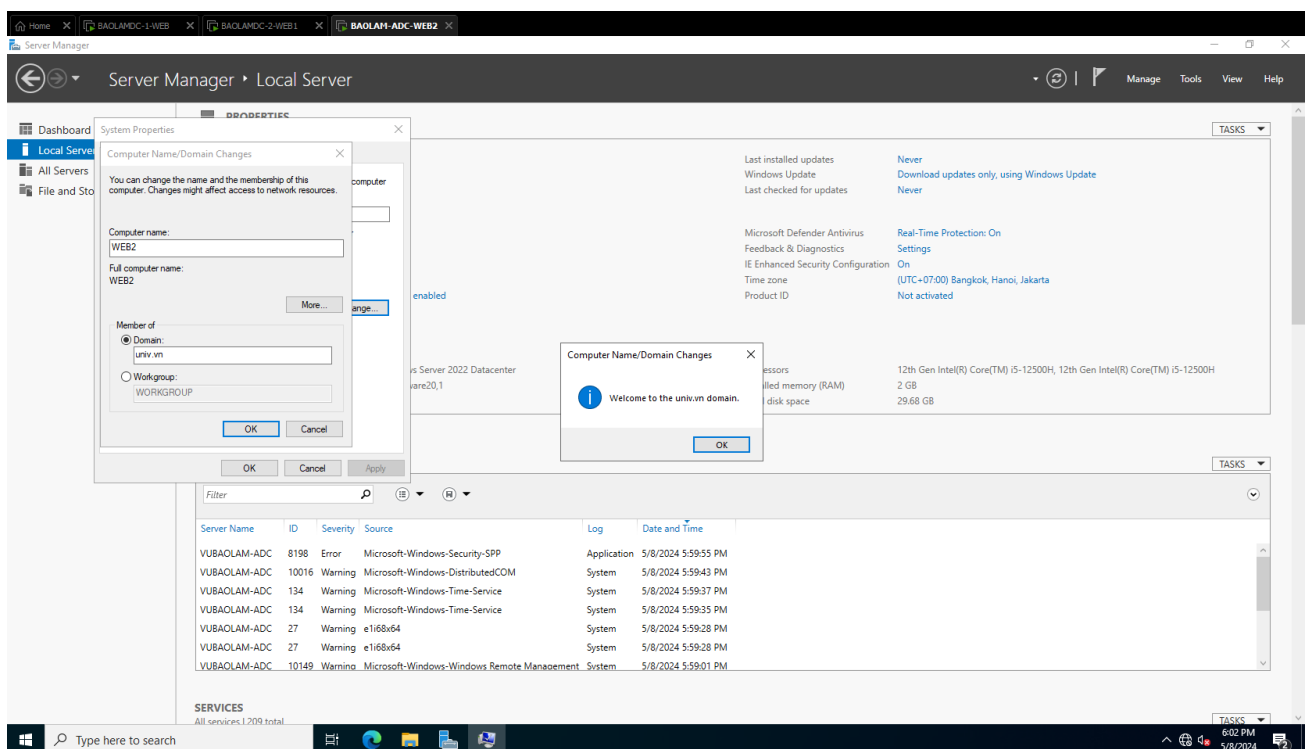 Home
BAOLAMDC-1-WEB
BAOLAMDC-2-WEB1
BAOLAM-ADC-WEB2
Server Manager
Server Manager • Local Server
Manage Tools View Help
Dashboard
Local Server
All Servers
File and Sto
PROPERTIES
TASKS
System Properties
computer
ange...
OK Cancel Apply
Computer Name/Domain Changes
You can change the name and the membership of this
computer. Changes might affect access to network resources.
Computer name:
WEB2
Full computer name:
WEB2
More...
Member of
Domain:
univ.vn
Workgroup:
WORKGROUP
OK Cancel
enabled
s Server 2022 Datacenter
ware20,1
Last installed updates Never
Windows Update Download updates only, using Windows Update
Last checked for updates Never
Microsoft Defender Antivirus Real-Time Protection: On
Feedback & Diagnostics Settings
IE Enhanced Security Configuration On
Time zone (UTC+07:00) Bangkok, Hanoi, Jakarta
Product ID Not activated
essors 12th Gen Intel(R) Core(TM) i5-12500H, 12th Gen Intel(R) Core(TM) i5-12500H
lled memory (RAM) 2 GB
disk space 29.68 GB
Computer Name/Domain Changes
Welcome to the univ.vn domain.
OK
TASKS
Filter
Server Name ID Severity Source Log Date and Time
VUBAOLAM-ADC 8198 Error Microsoft-Windows-Security-SPP Application 5/8/2024 5:59:55 PM
VUBAOLAM-ADC 10016 Warning Microsoft-Windows-DistributedCOM System 5/8/2024 5:59:43 PM
VUBAOLAM-ADC 134 Warning Microsoft-Windows-Time-Service System 5/8/2024 5:59:37 PM
VUBAOLAM-ADC 134 Warning Microsoft-Windows-Time-Service System 5/8/2024 5:59:35 PM
VUBAOLAM-ADC 27 Warning e1i68x64 System 5/8/2024 5:59:28 PM
VUBAOLAM-ADC 27 Warning e1i68x64 System 5/8/2024 5:59:28 PM
VUBAOLAM-ADC 10149 Warning Microsoft-Windows-Windows Remote Management System 5/8/2024 5:59:01 PM
SERVICES
All services | 209 total
TASKS
Type here to search
6:02 PM
5/8/2024
2